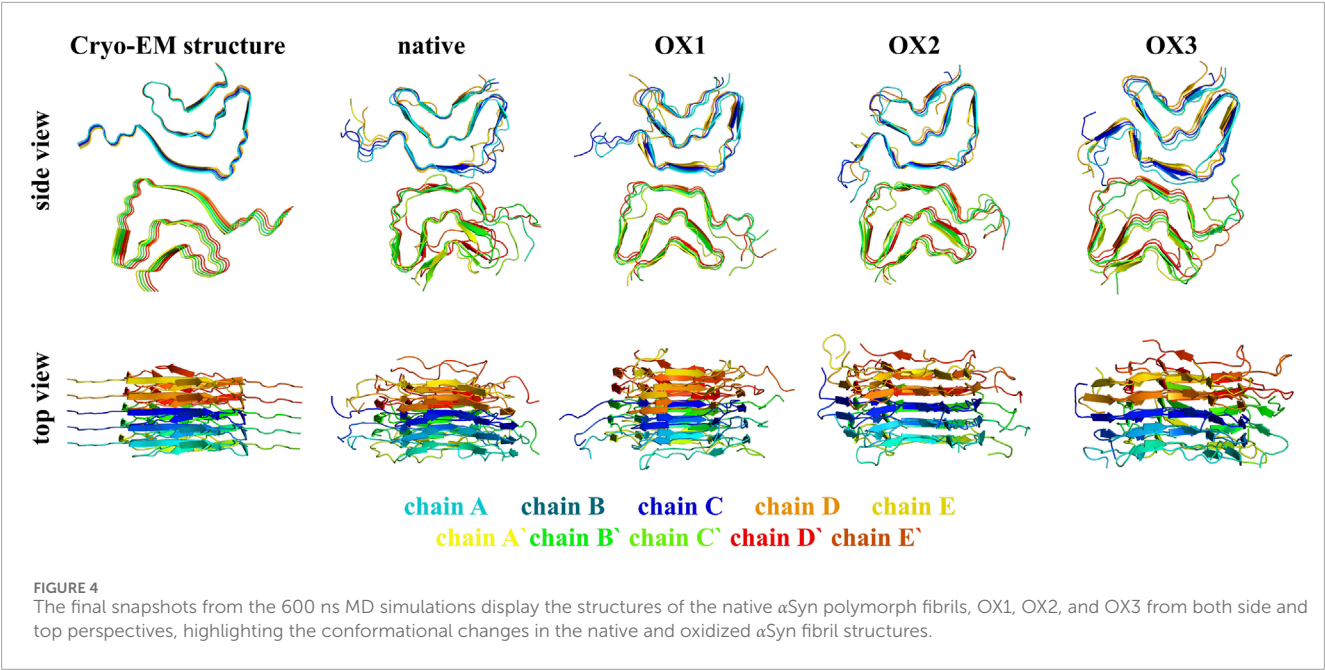 Cryo-EM structure native OX1 OX2 OX3
side view
top view
chain A chain B chain C chain D chain E
chain A` chain B` chain C` chain D` chain E`
FIGURE 4
The final snapshots from the 600 ns MD simulations display the structures of the native αSyn polymorph fibrils, OX1, OX2, and OX3 from both side and
top perspectives, highlighting the conformational changes in the native and oxidized αSyn fibril structures.